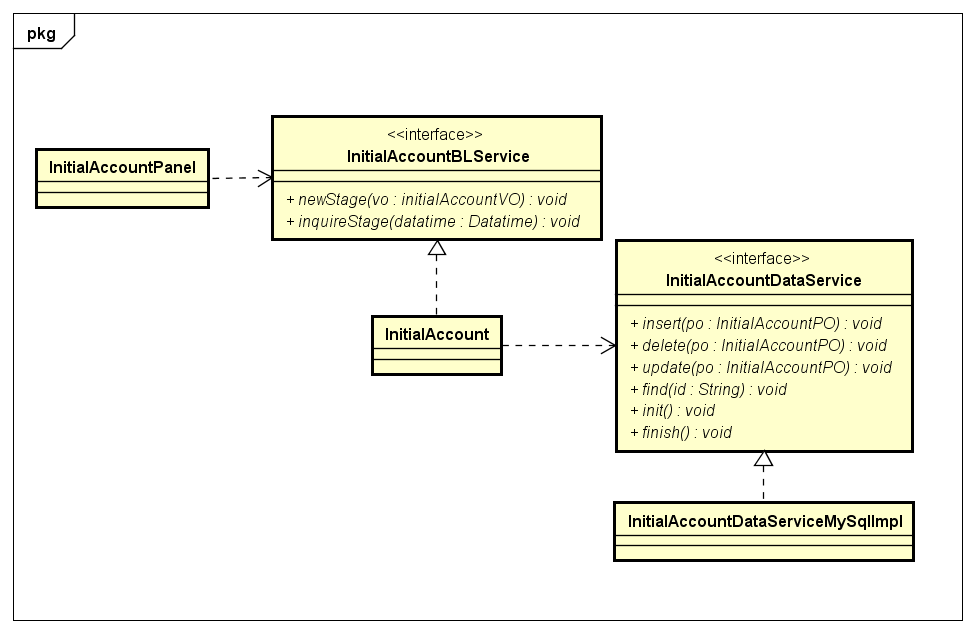 pkg
<<interface>>
InitialAccountBLService
+ newStage(vo : initialAccountVO) : void
+ inquireStage(datatime : Datatime) : void
InitialAccountPanel
<<interface>>
InitialAccountDataService
+ insert(po : InitialAccountPO) : void
+ delete(po : InitialAccountPO) : void
+ update(po : InitialAccountPO) : void
+ find(id : String) : void
+ init() : void
+ finish() : void
InitialAccount
InitialAccountDataServiceMySqlImpl